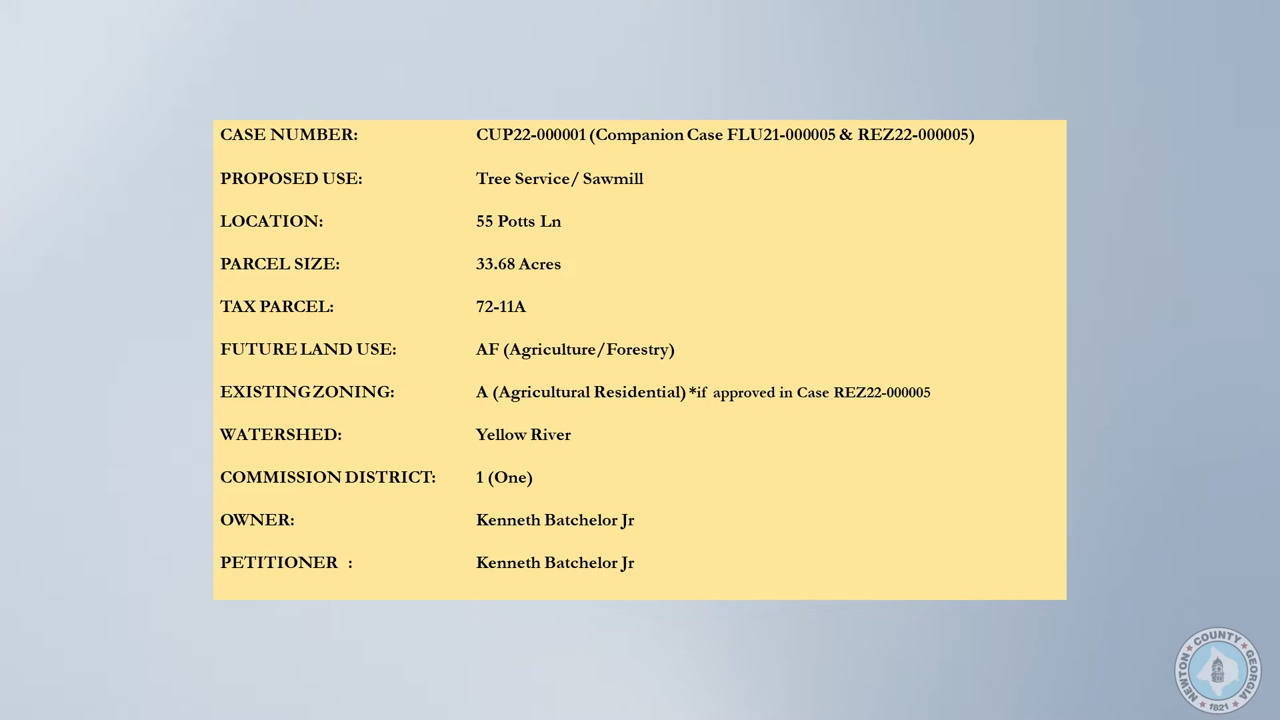 CASE NUMBER: CUP22-000001 (Companion Case FLU21-000005 & REZ22-000005)
PROPOSED USE: Tree Service/ Sawmill
LOCATION: 55 Potts Ln
PARCEL SIZE: 33.68 Acres
TAX PARCEL: 72-11A
FUTURE LAND USE: AF (Agriculture/Forestry)
EXISTING ZONING: A (Agricultural Residential) *if approved in Case REZ22-000005
WATERSHED: Yellow River
COMMISSION DISTRICT: 1 (One)
OWNER: Kenneth Batchelor Jr
PETITIONER : Kenneth Batchelor Jr
NEWTON COUNTY GEORGIA
1821